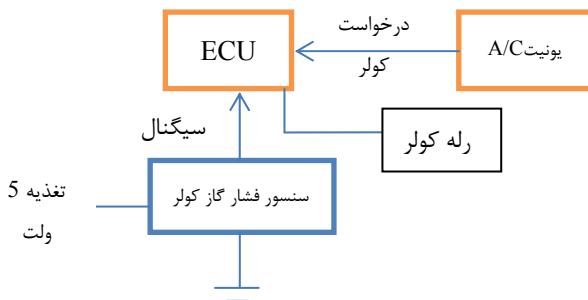 درخواست
ECU
یونیتA/C
کولر
سیگنال
رله کولر
سنسور فشار گاز کولر
تغذیه 5
ولت